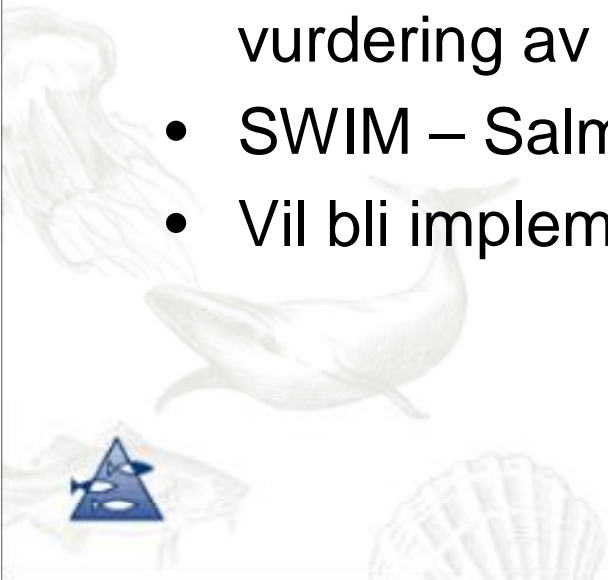 vurdering av
• SWIM – Salm
• Vil bli implem